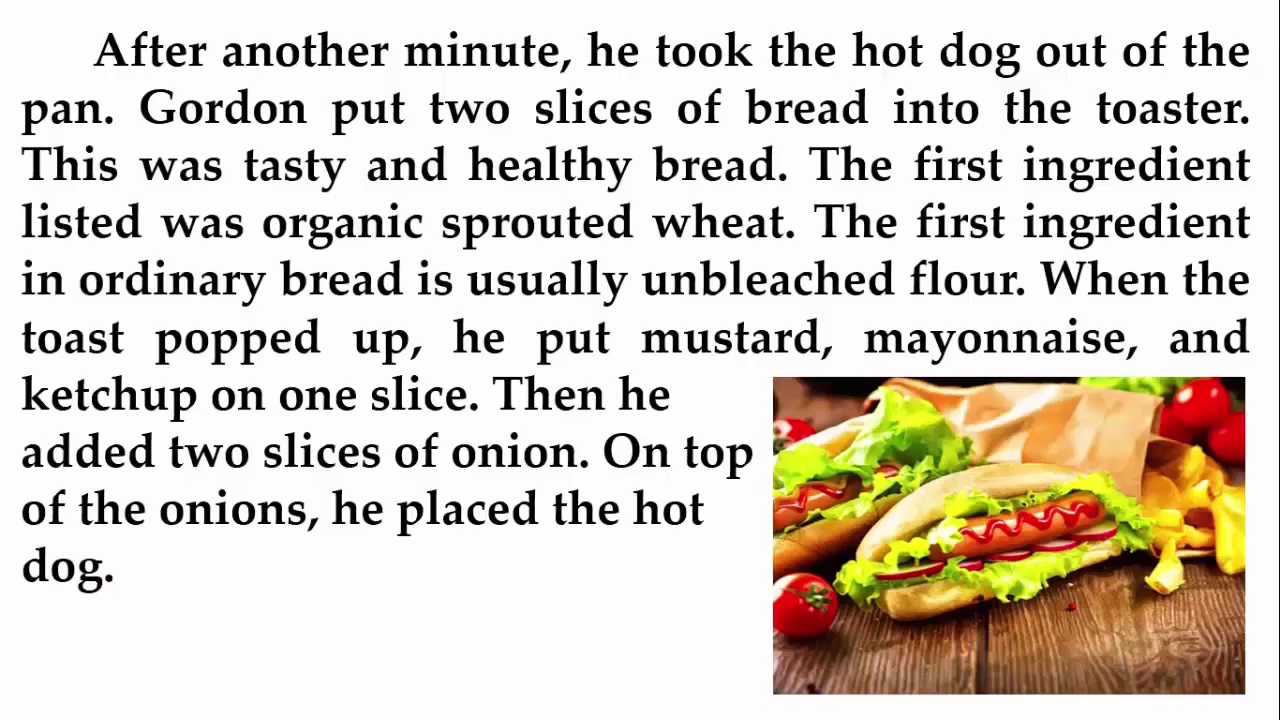 After another minute, he took the hot dog out of the
pan. Gordon put two slices of bread into the toaster.
This was tasty and healthy bread. The first ingredient
listed was organic sprouted wheat. The first ingredient
in ordinary bread is usually unbleached flour. When the
toast popped up, he put mustard, mayonnaise, and
ketchup on one slice. Then he
added two slices of onion. On top
of the onions, he placed the hot
dog.